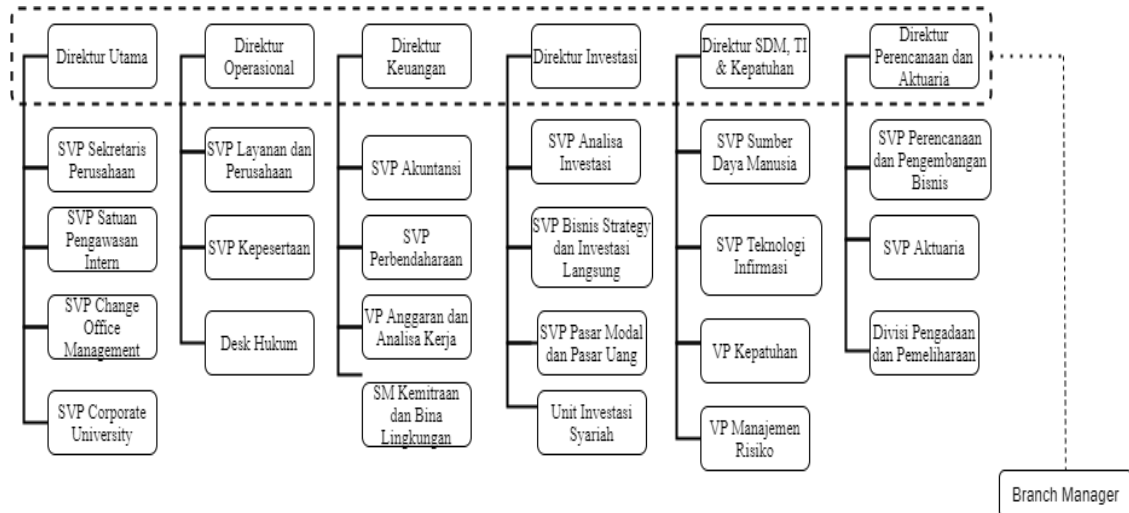 Direktur Utama
Direktur
Operasional
Direktur
Keuangan
Direktur Investasi
Direktur SDM, TI
& Kepatuhan
Direktur
Perencanaan dan
Aktuaria
SVP Sekretaris
Perusahaan
SVP Layanan dan
Perusahaan
SVP Akuntansi
SVP Analisa
Investasi
SVP Sumber
Daya Manusia
SVP Perencanaan
dan Pengembangan
Bisnis
SVP Satuan
Pengawasan
Intern
SVP Kepesertaan
SVP
Perbendaharaan
SVP Bisnis Strategy
dan Investasi
Langsung
SVP Teknologi
Infirmasi
SVP Aktuaria
SVP Change
Office
Management
Desk Hukum
VP Anggaran dan
Analisa Kerja
SVP Pasar Modal
dan Pasar Uang
VP Kepatuhan
Divisi Pengadaan
dan Pemeliharaan
SVP Corporate
University
SM Kemitraan
dan Bina
Lingkungan
Unit Investasi
Syariah
VP Manajemen
Risiko
Branch Manager